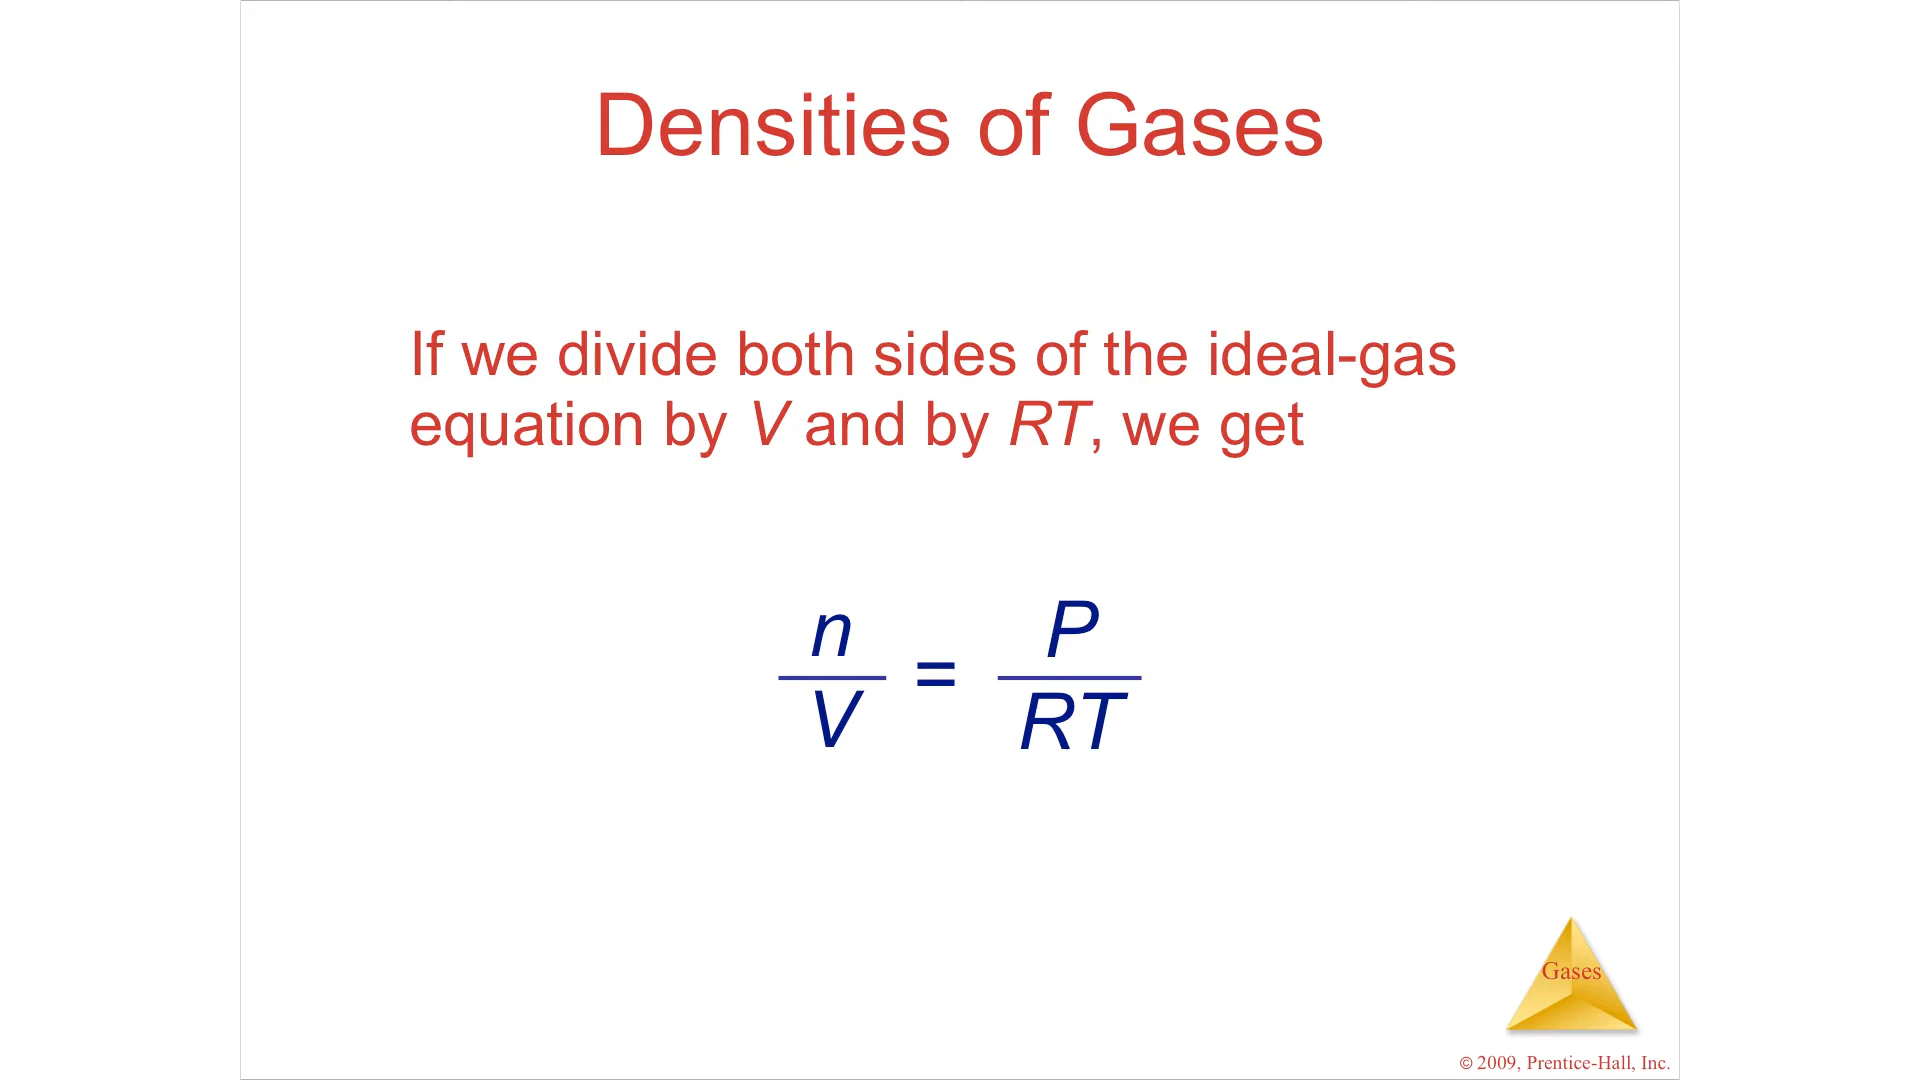 Densities of Gases
If we divide both sides of the ideal-gas
equation by V and by RT, we get
n/V = P/RT
Gases
© 2009, Prentice-Hall, Inc.